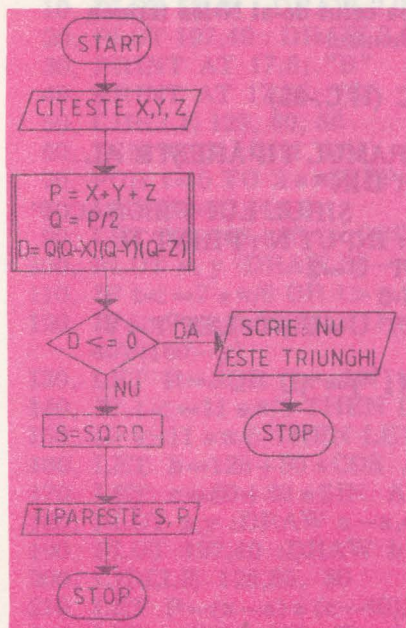 START
CITESTE X,Y,Z
P = X+Y+Z
Q = P/2
D= Q(Q-X)(Q-Y)(Q-Z)
D <= 0
DA
SCRIE: NU
ESTE TRIUNGHI
NU
STOP
TIPARESTE S,P
STOP